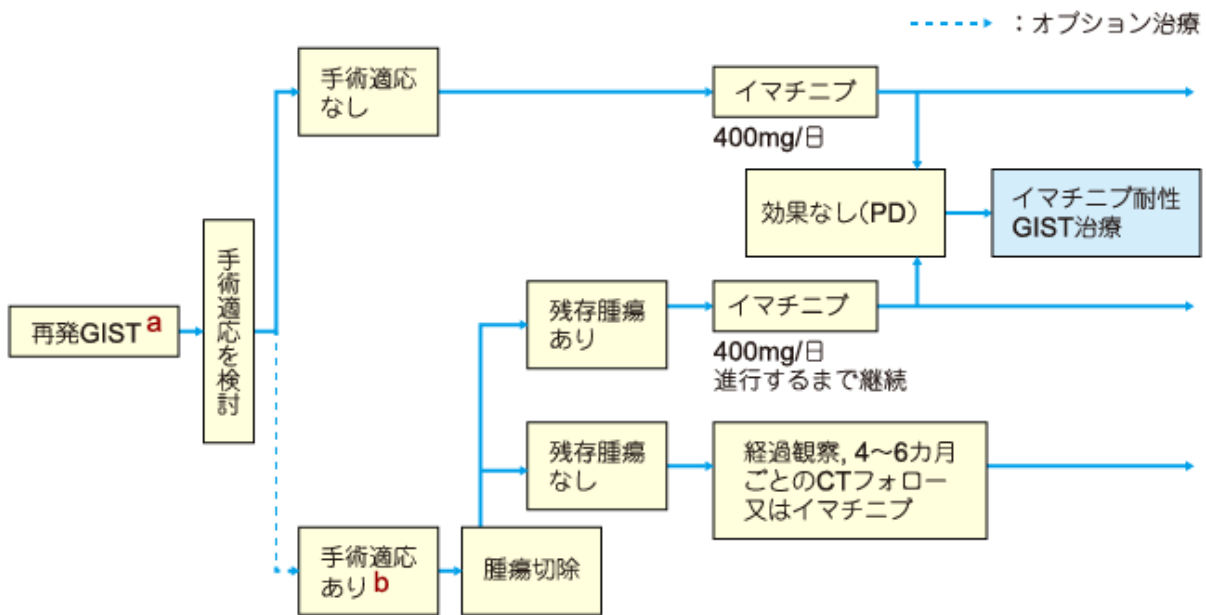 ：オプション治療
手術適応
なし
イマチニブ
400mg/日
効果なし（PD）
イマチニブ耐性
GIST治療
再発GIST a
手術適応を検討
残存腫瘍
あり
イマチニブ
400mg/日
進行するまで継続
残存腫瘍
なし
経過観察, 4～6カ月
ごとのCTフォロー
又はイマチニブ
手術適応
あり b
腫瘍切除